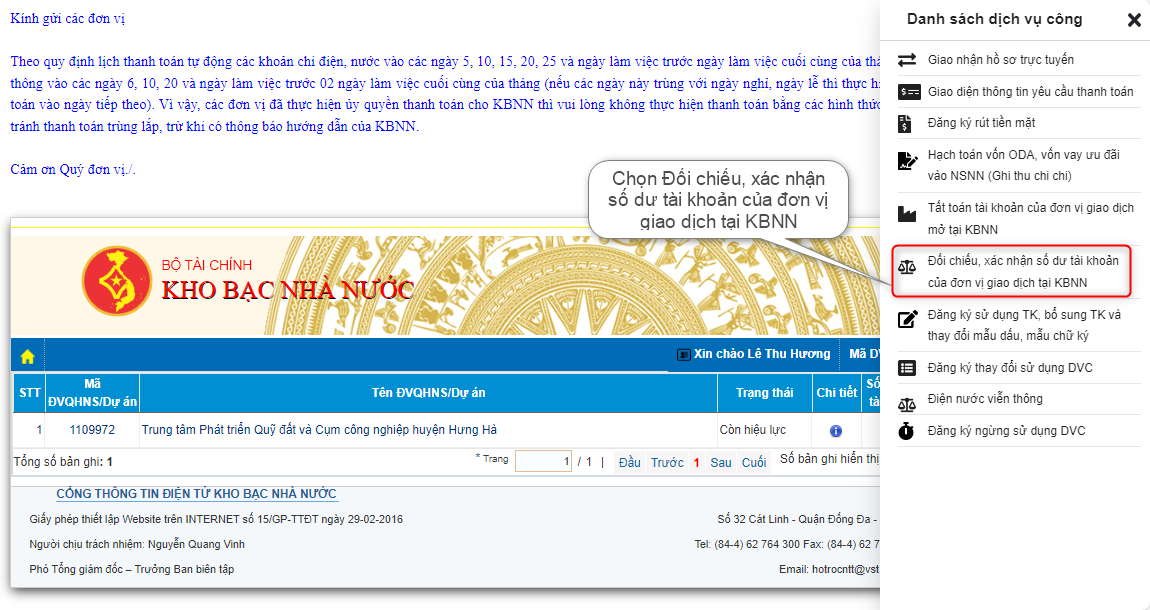 Kính gửi các đơn vị
Theo quy định lịch thanh toán tự động các khoản chi điện, nước vào các ngày 5, 10, 15, 20, 25 và ngày làm việc trước ngày làm việc cuối cùng của
thông vào các ngày 6, 10, 20 và ngày làm việc trước 02 ngày làm việc cuối cùng của tháng (nếu các ngày này trùng với ngày nghỉ, ngày lễ thì thực
toán vào ngày tiếp theo). Vì vậy, các đơn vị đã thực hiện ủy quyền thanh toán cho KBNN thì vui lòng không thực hiện thanh toán bằng các hình thức
tránh thanh toán trùng lắp, trừ khi có thông báo hướng dẫn của KBNN.
Cảm ơn Quý đơn vị./.
Chọn Đối chiếu, xác nhận
số dư tài khoản của đơn vị
giao dịch tại KBNN
BỘ TÀI CHÍNH
KHO BẠC NHÀ NƯỚC
Xin chào Lê Thu Hương Mã
STT Mã ĐVQHNS/Dự án Tên ĐVQHNS/Dự án Trạng thái Chi tiết Số
1 1109972 Trung tâm Phát triển Quỹ đất và Cụm công nghiệp huyện Hưng Hà Còn hiệu lực
Tổng số bản ghi: 1 * Trang 1 / 1 | Đầu Trước 1 Sau Cuối Số bản ghi hiển thị
CỔNG THÔNG TIN ĐIỆN TỬ KHO BẠC NHÀ NƯỚC
Giấy phép thiết lập Website trên INTERNET số 15/GP-TTĐT ngày 29-02-2016 Số 32 Cát Linh - Quận Đống Đa -
Người chịu trách nhiệm: Nguyễn Quang Vinh Tel: (84-4) 62 764 300 Fax: (84-4) 62 7
Phó Tổng giám đốc – Trưởng Ban biên tập Email: hotrocntt@vst
Danh sách dịch vụ công
Giao nhận hồ sơ trực tuyến
Giao diện thông tin yêu cầu thanh toán
Đăng ký rút tiền mặt
Hạch toán vốn ODA, vốn vay ưu đãi
vào NSNN (Ghi thu chi chi)
Tất toán tài khoản của đơn vị giao dịch
mở tại KBNN
Đối chiếu, xác nhận số dư tài khoản
của đơn vị giao dịch tại KBNN
Đăng ký sử dụng TK, bổ sung TK và
thay đổi mẫu dấu, mẫu chữ ký
Đăng ký thay đổi sử dụng DVC
Điện nước viễn thông
Đăng ký ngừng sử dụng DVC